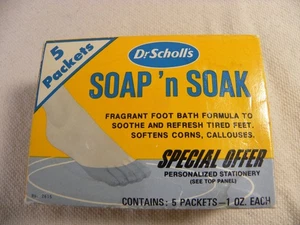 5
Packets
Dr Scholl's
SOAP 'n SOAK
FRAGRANT FOOT BATH FORMULA TO
SOOTHE AND REFRESH TIRED FEET.
SOFTENS CORNS, CALLOUSES.
SPECIAL OFFER
PERSONALIZED STATIONERY
(SEE TOP PANEL)
CONTAINS: 5 PACKETS—1 OZ. EACH